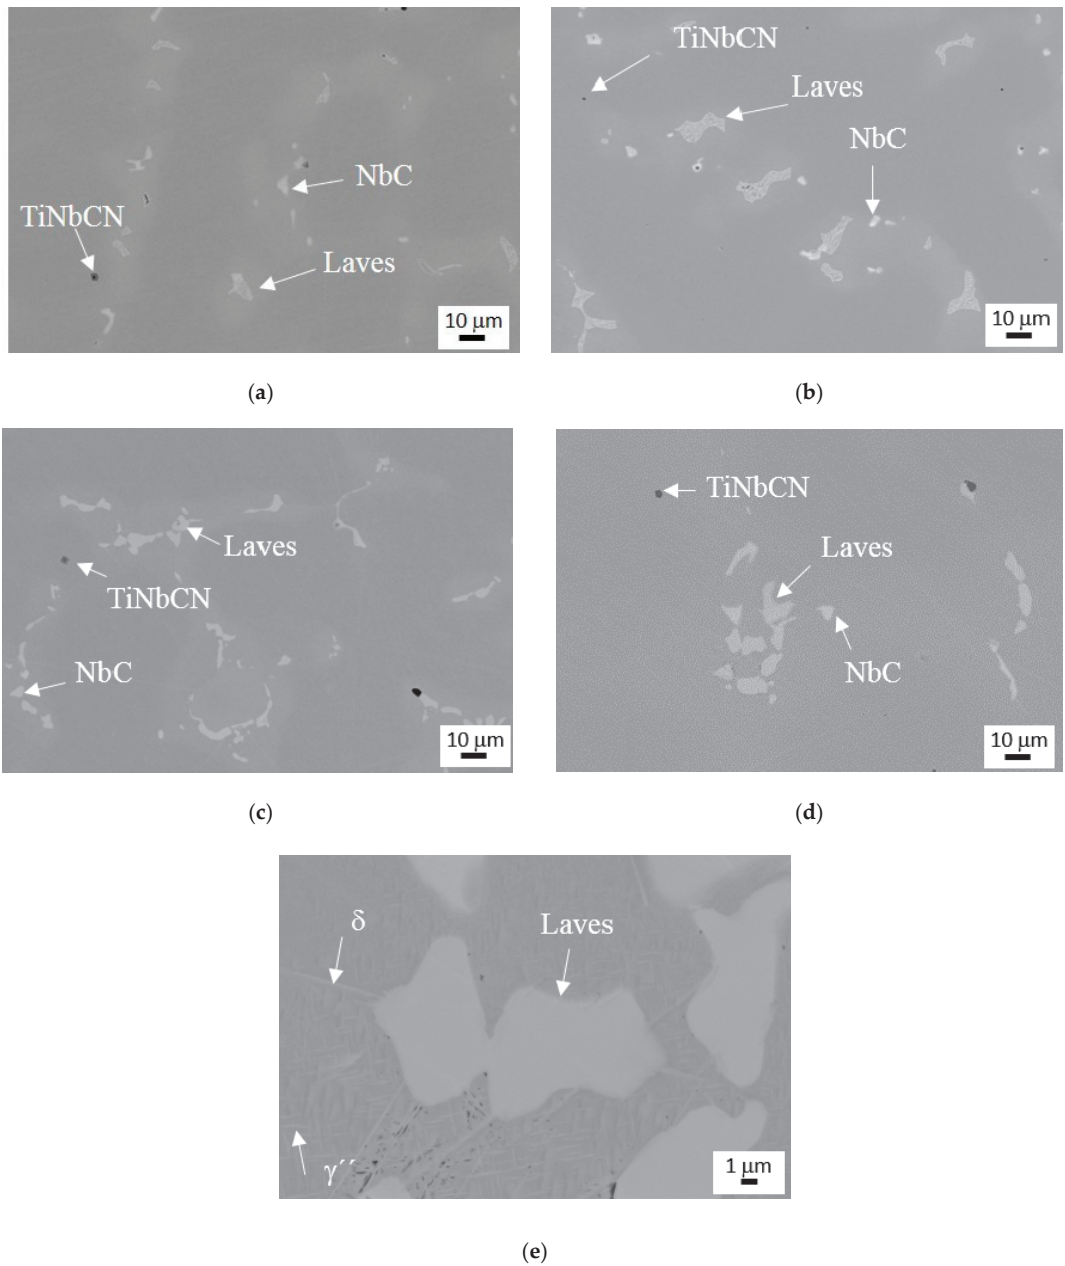 TiNbCN
NbC
Laves
10 µm
(a)
TiNbCN
Laves
NbC
10 µm
(b)
Laves
TiNbCN
NbC
10 µm
(c)
TiNbCN
Laves
NbC
10 µm
(d)
δ
Laves
γ´´
1 µm
(e)